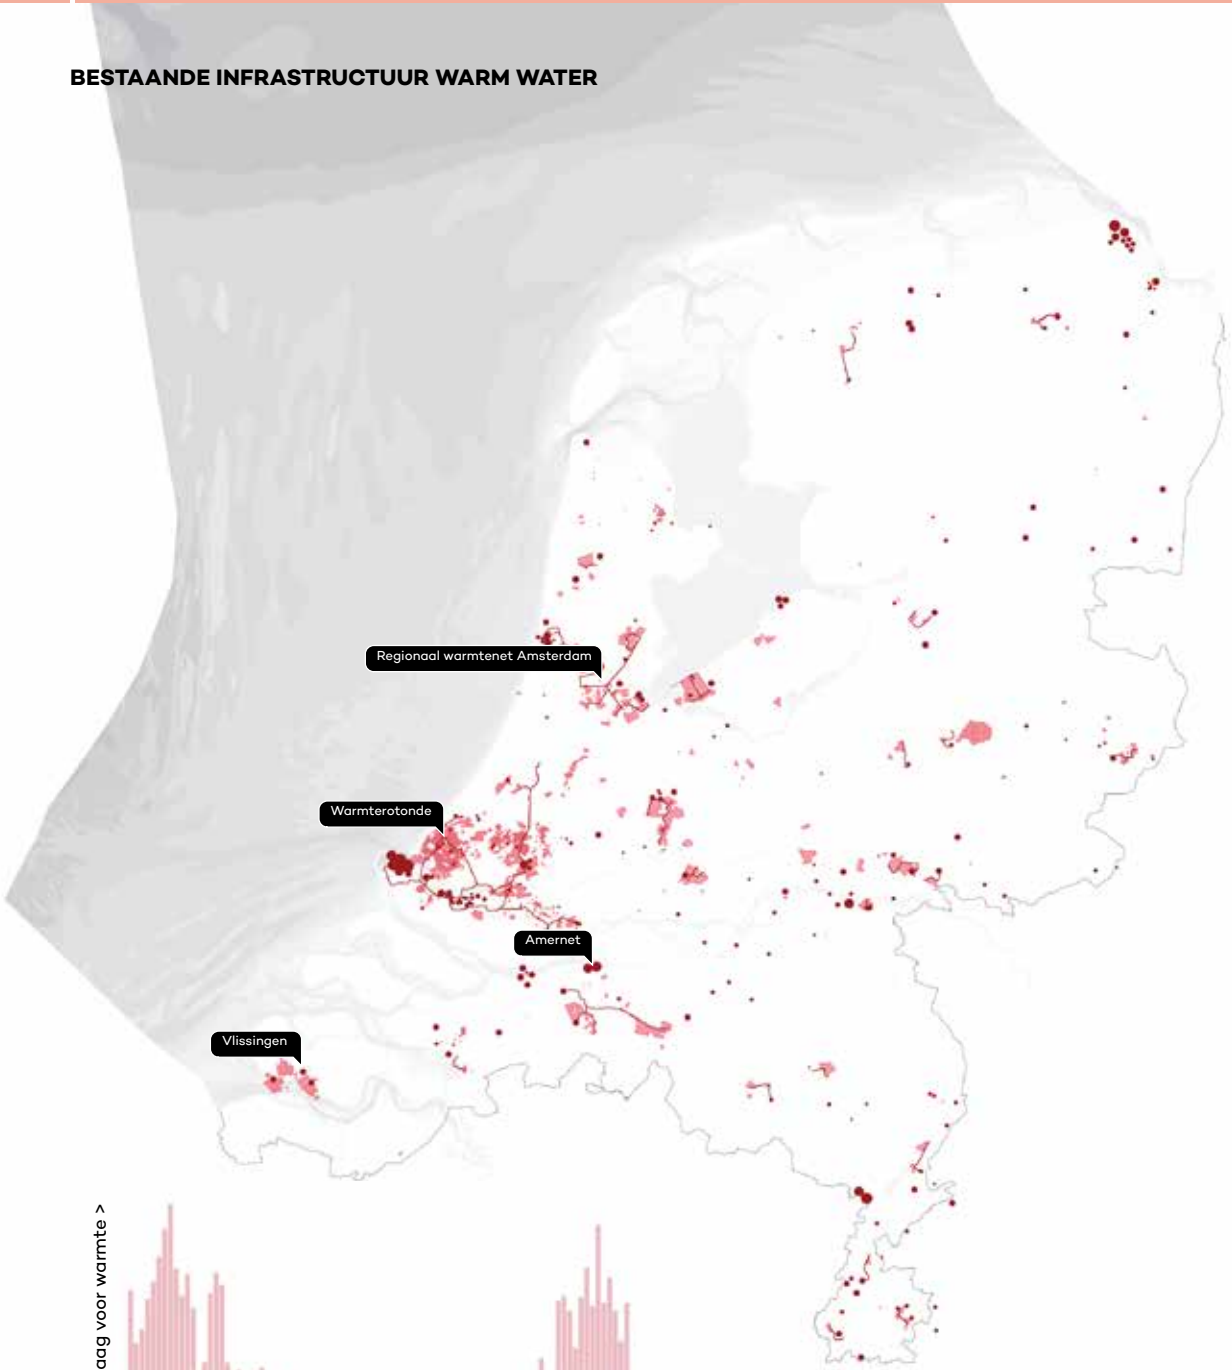 BESTAANDE INFRASTRUCTUUR WARM WATER
Regionaal warmtenet Amsterdam
Warmterotonde
Amernet
Vlissingen
aag voor warmte >